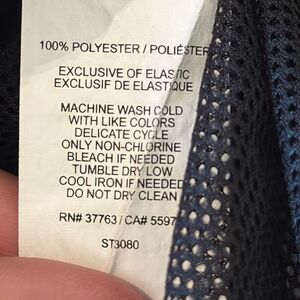 100% POLYESTER / POLIÉSTER
EXCLUSIVE OF ELASTIC
EXCLUSIF DE ELASTIQUE
MACHINE WASH COLD
WITH LIKE COLORS
DELICATE CYCLE
ONLY NON-CHLORINE
BLEACH IF NEEDED
TUMBLE DRY LOW
COOL IRON IF NEEDED
DO NOT DRY CLEAN
RN# 37763 / CA# 5597
ST3080